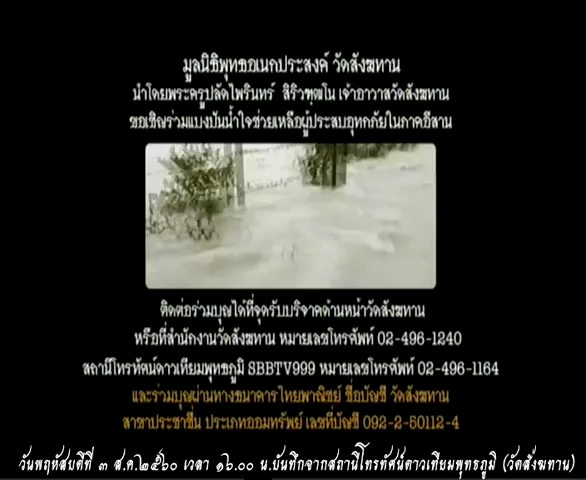 มูลนิธิพุทธอเนกประสงค์ วัดสังฆทาน
นำโดยพระครูปลัดไพรินทร์ สิริวฑฺฒโน เจ้าอาวาสวัดสังฆทาน
ขอเชิญร่วมแบ่งปันน้ำใจช่วยเหลือผู้ประสบอุทกภัยในภาคอีสาน
ติดต่อร่วมบุญได้ที่จุดรับบริจาคด้านหน้าวัดสังฆทาน
หรือที่สำนักงานวัดสังฆทาน หมายเลขโทรศัพท์ 02-496-1240
สถานีโทรทัศน์ดาวเทียมพุทธภูมิ SBBTV999 หมายเลขโทรศัพท์ 02-496-1164
และร่วมบุญผ่านทางธนาคารไทยพาณิชย์ ชื่อบัญชี วัดสังฆทาน
สาขาประชาชื่น ประเภทออมทรัพย์ เลขที่บัญชี 092-2-50112-4
วันพฤหัสบดีที่ ๓ ส.ค.๒๕๖๐ เวลา ๑๖.๐๐ น.บันทึกจากสถานีโทรทัศน์ดาวเทียมพุทธภูมิ (วัดสังฆทาน)